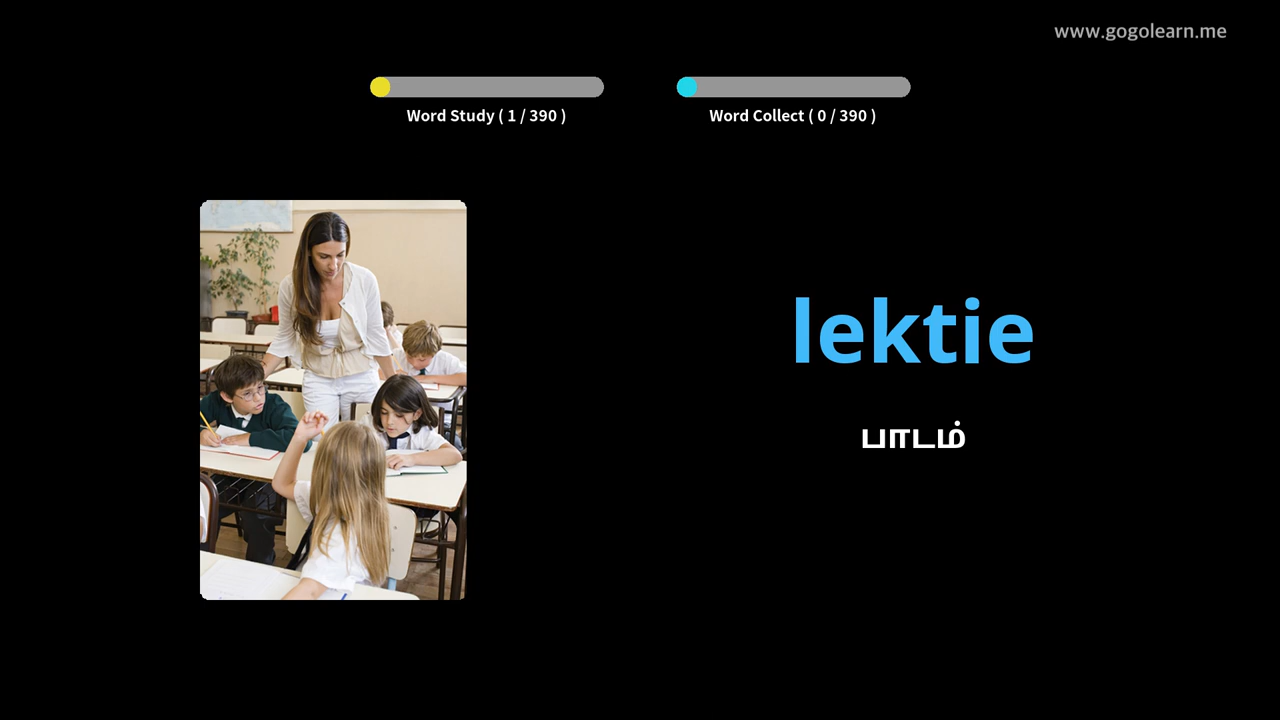 www.gogolearn.me
Word Study ( 1 / 390 )
Word Collect ( 0 / 390 )
lektie
பாடம்